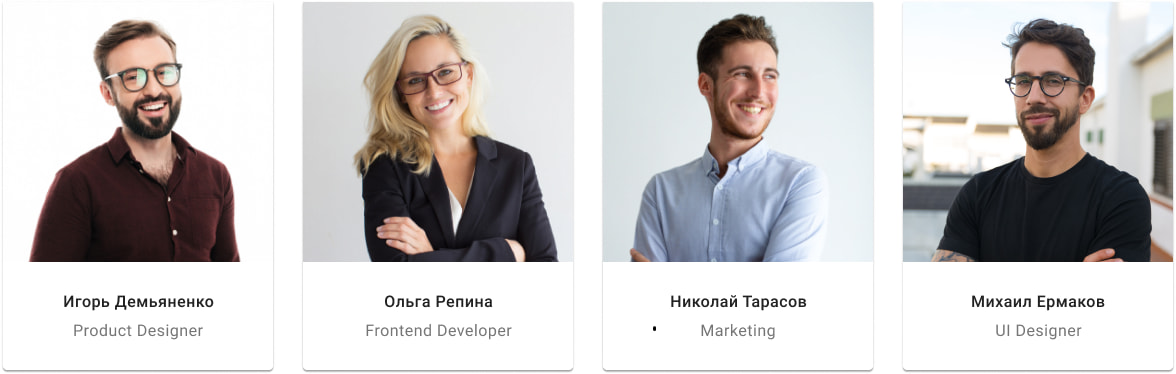 Игорь Демьяненко
Product Designer
Ольга Репина
Frontend Developer
Николай Тарасов
Marketing
Михаил Ермаков
UI Designer